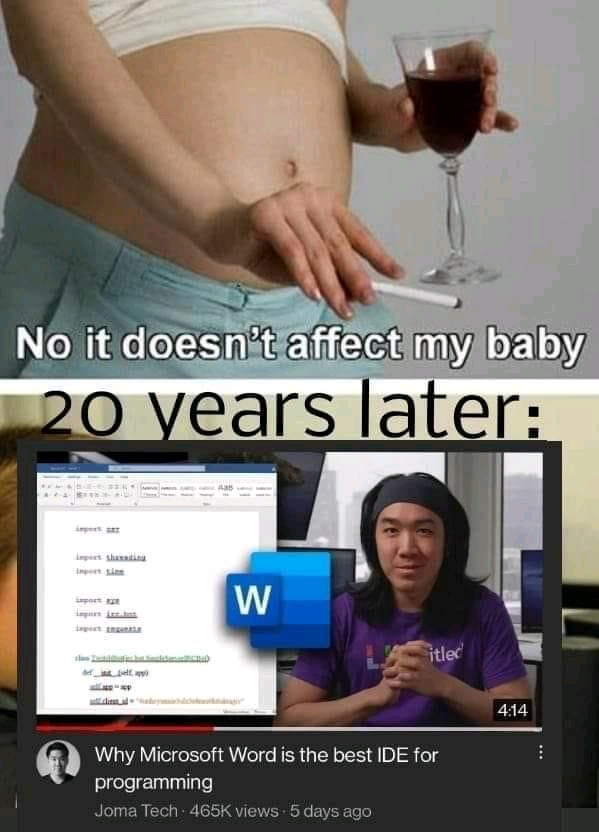 No it doesn't affect my baby
20 years later:
import
import threading
import time
import sys
import irc.bot
import requests
W
itled
4:14
Why Microsoft Word is the best IDE for
programming
Joma Tech · 465K views · 5 days ago